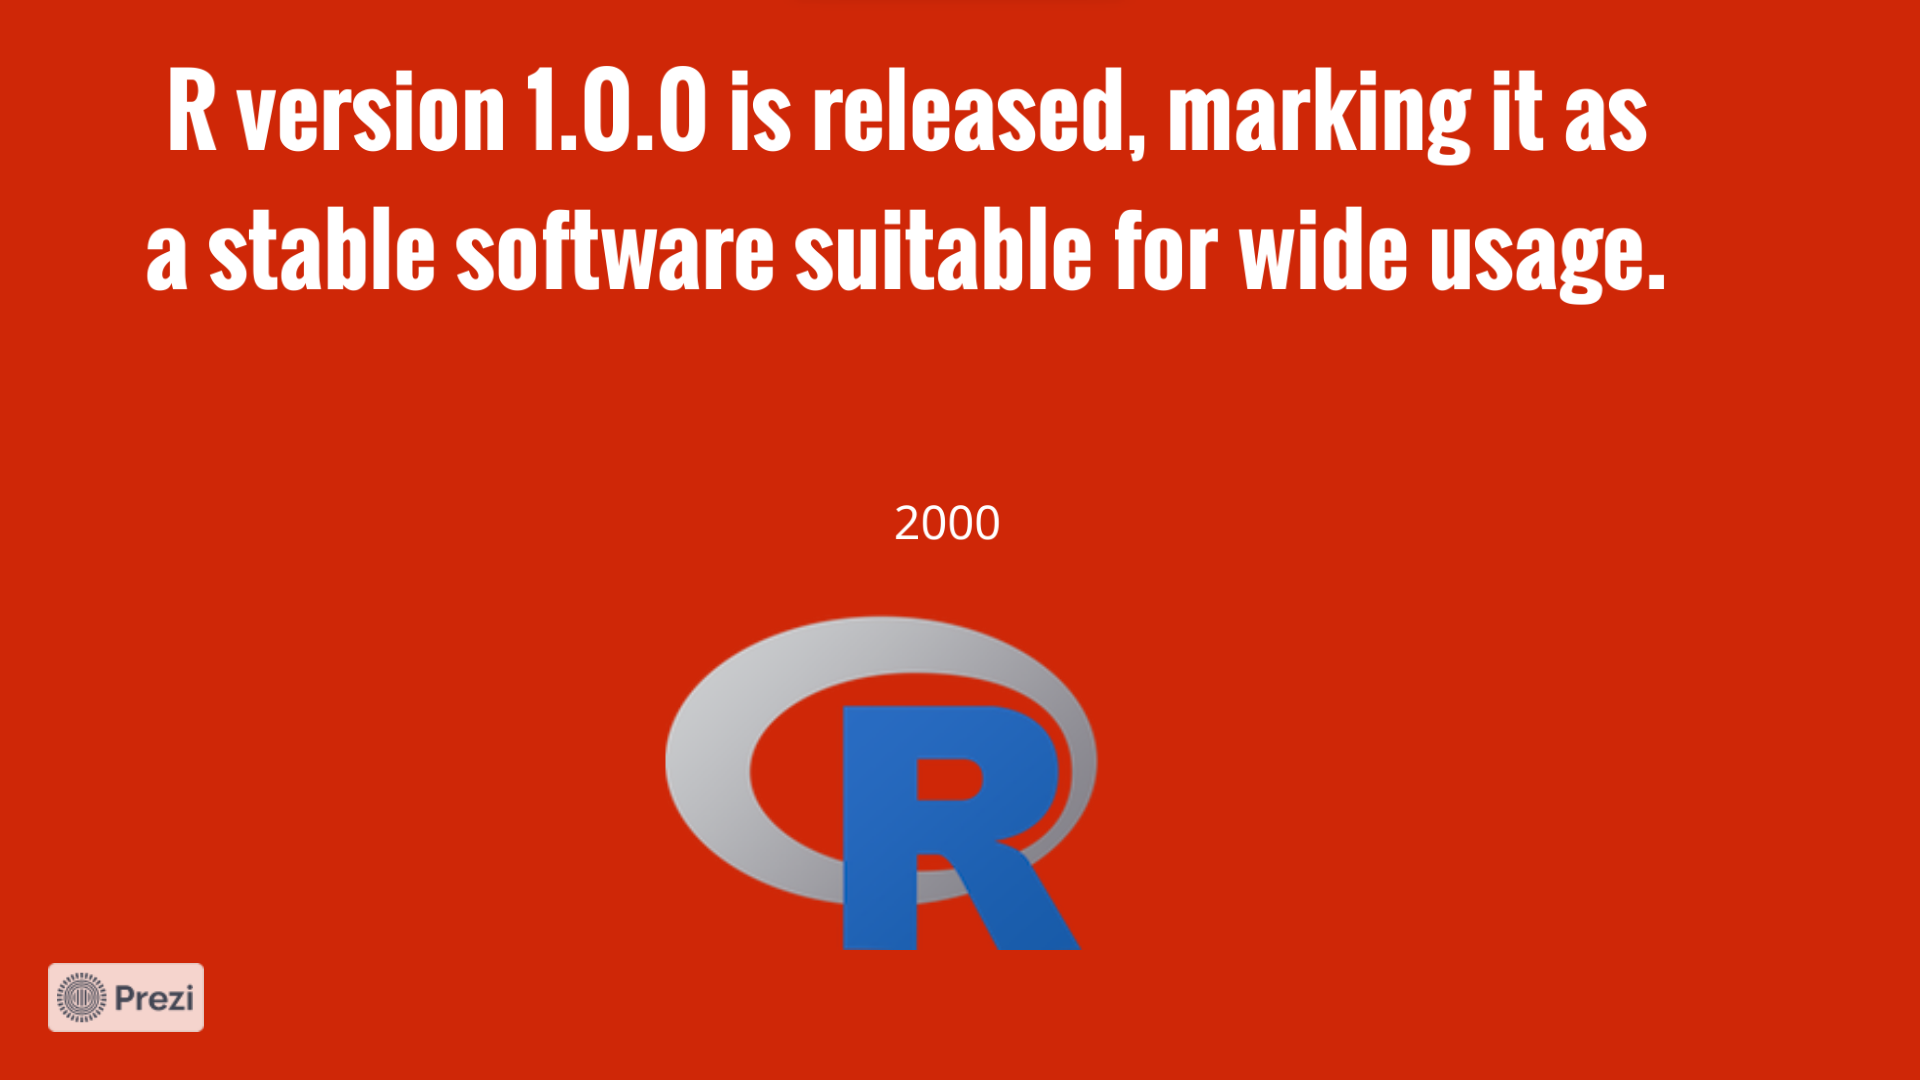 R version 1.0.0 is released, marking it as
a stable software suitable for wide usage.
2000
R
Prezi